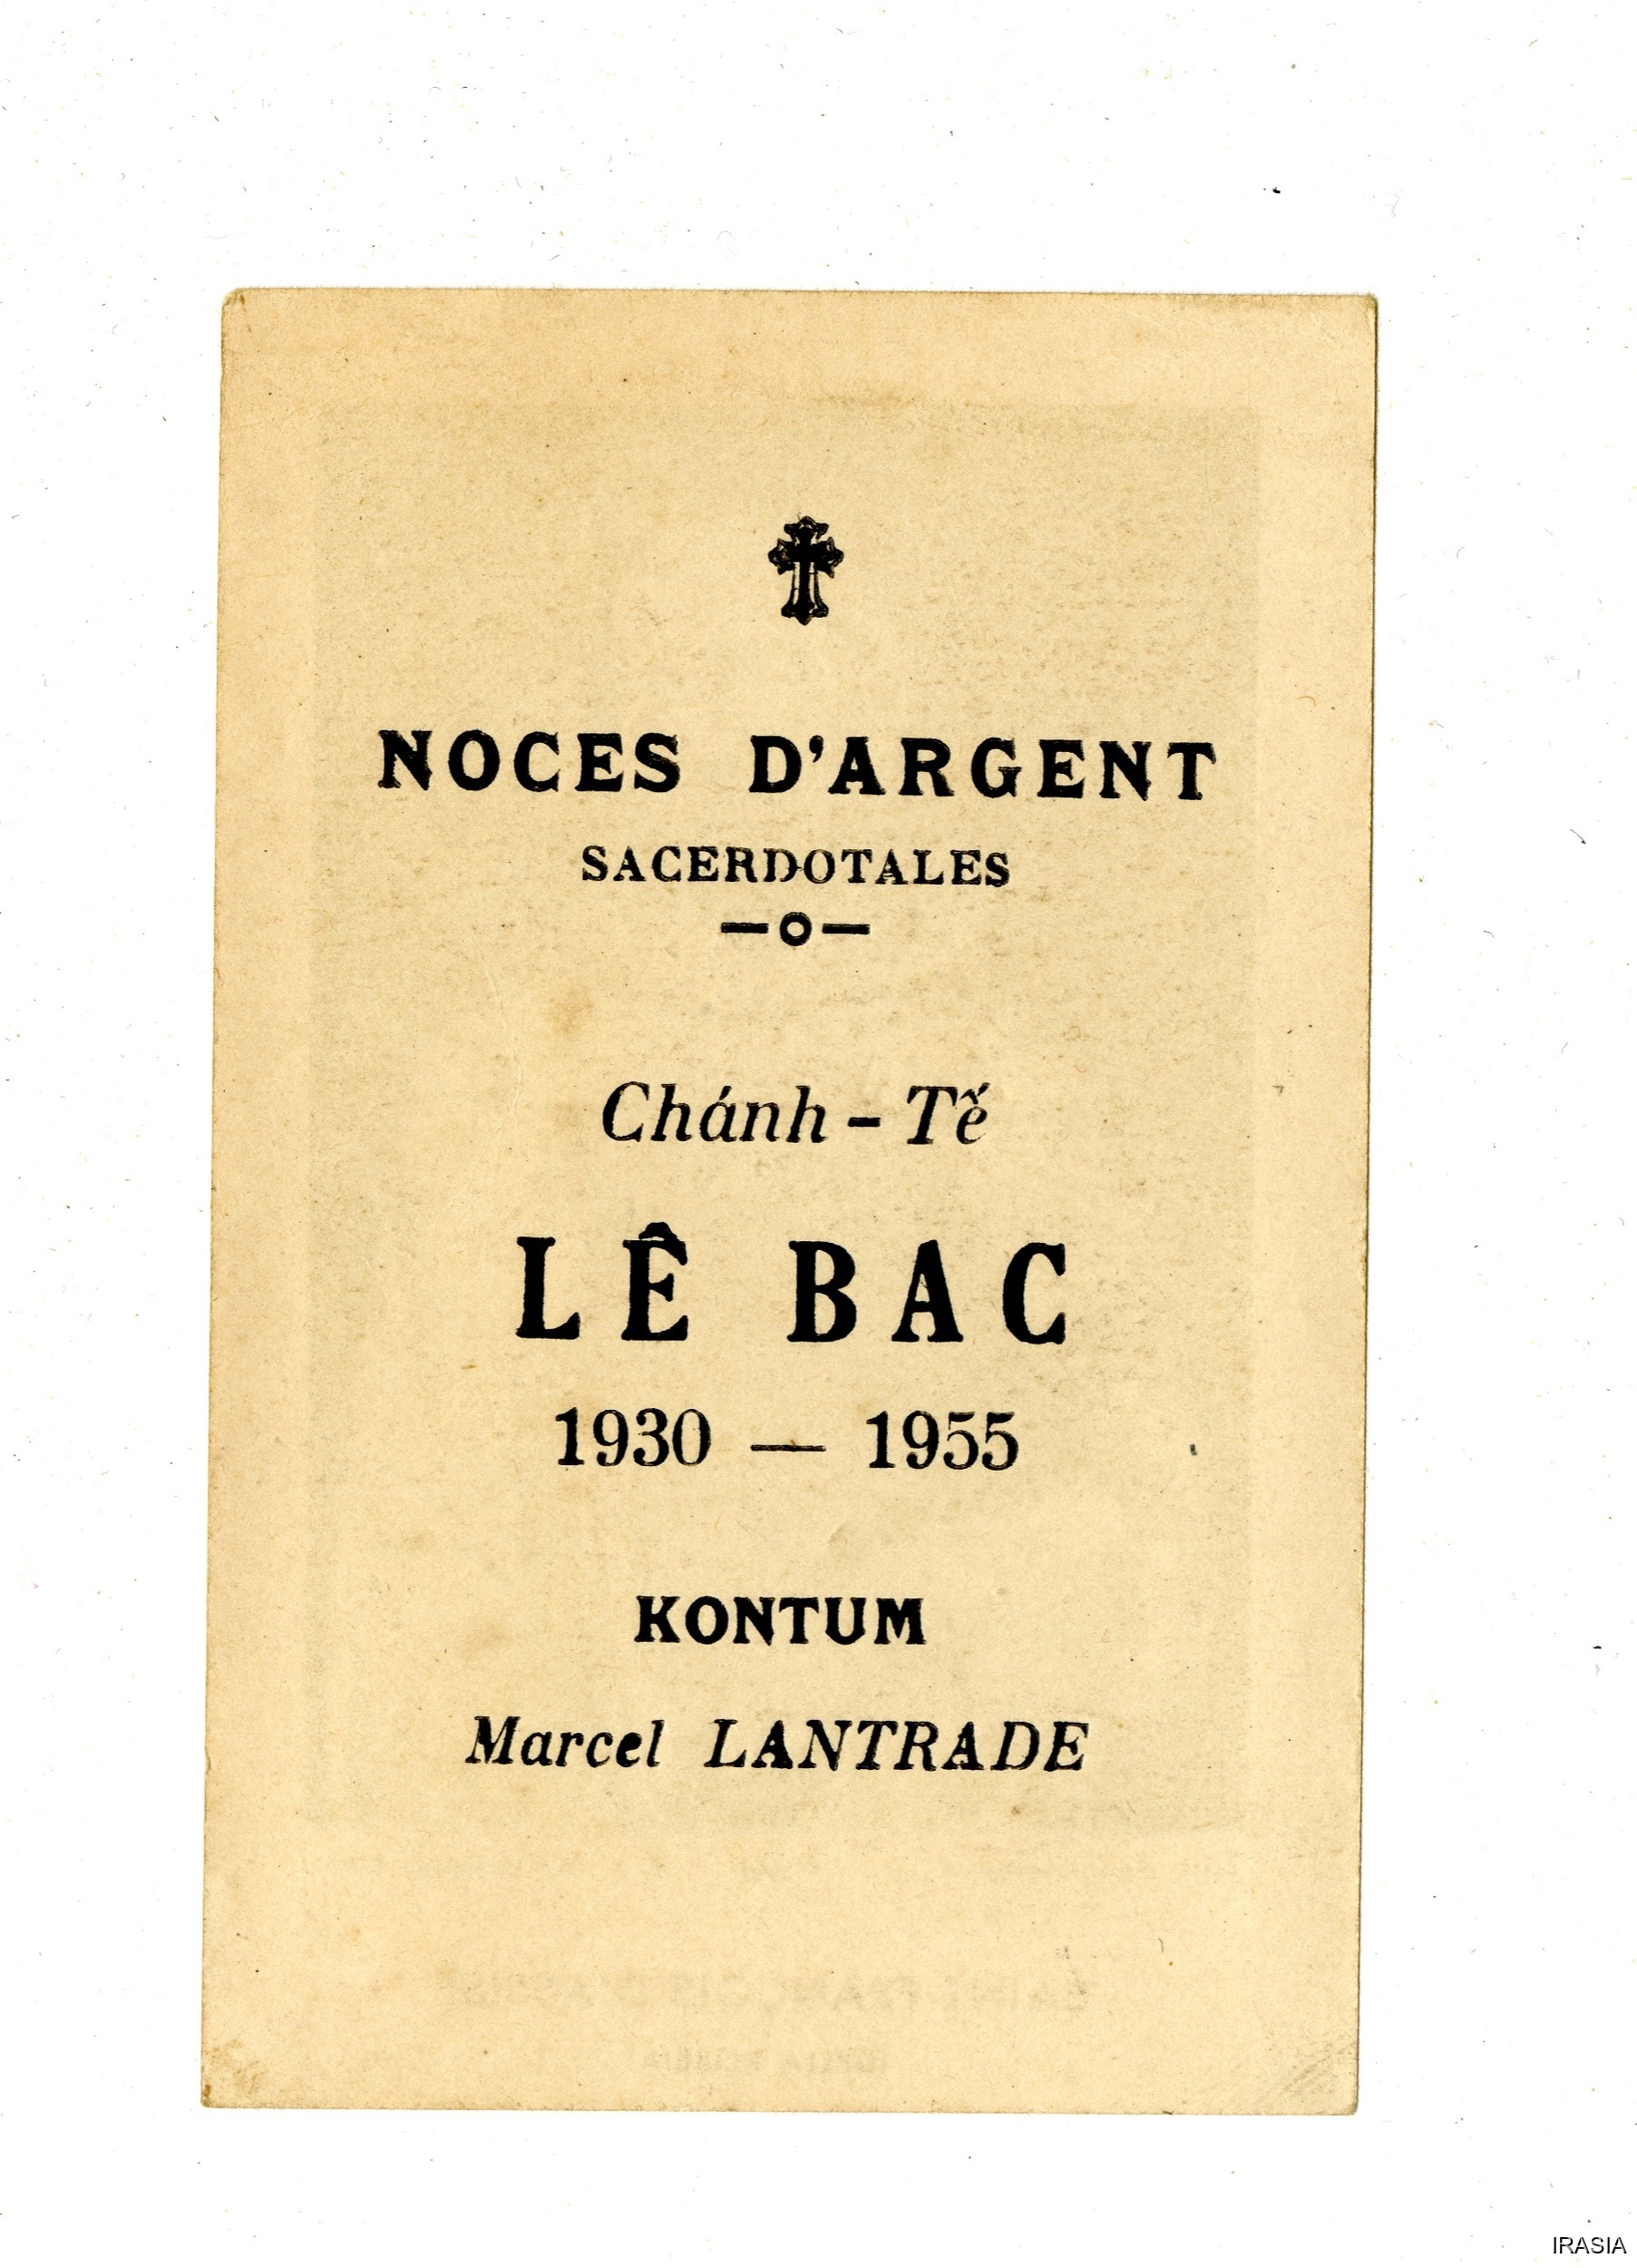 NOCES D'ARGENT
SACERDOTALES
Chánh - Tế
LÊ BAC
1930 — 1955
KONTUM
Marcel LANTRADE
IRASIA